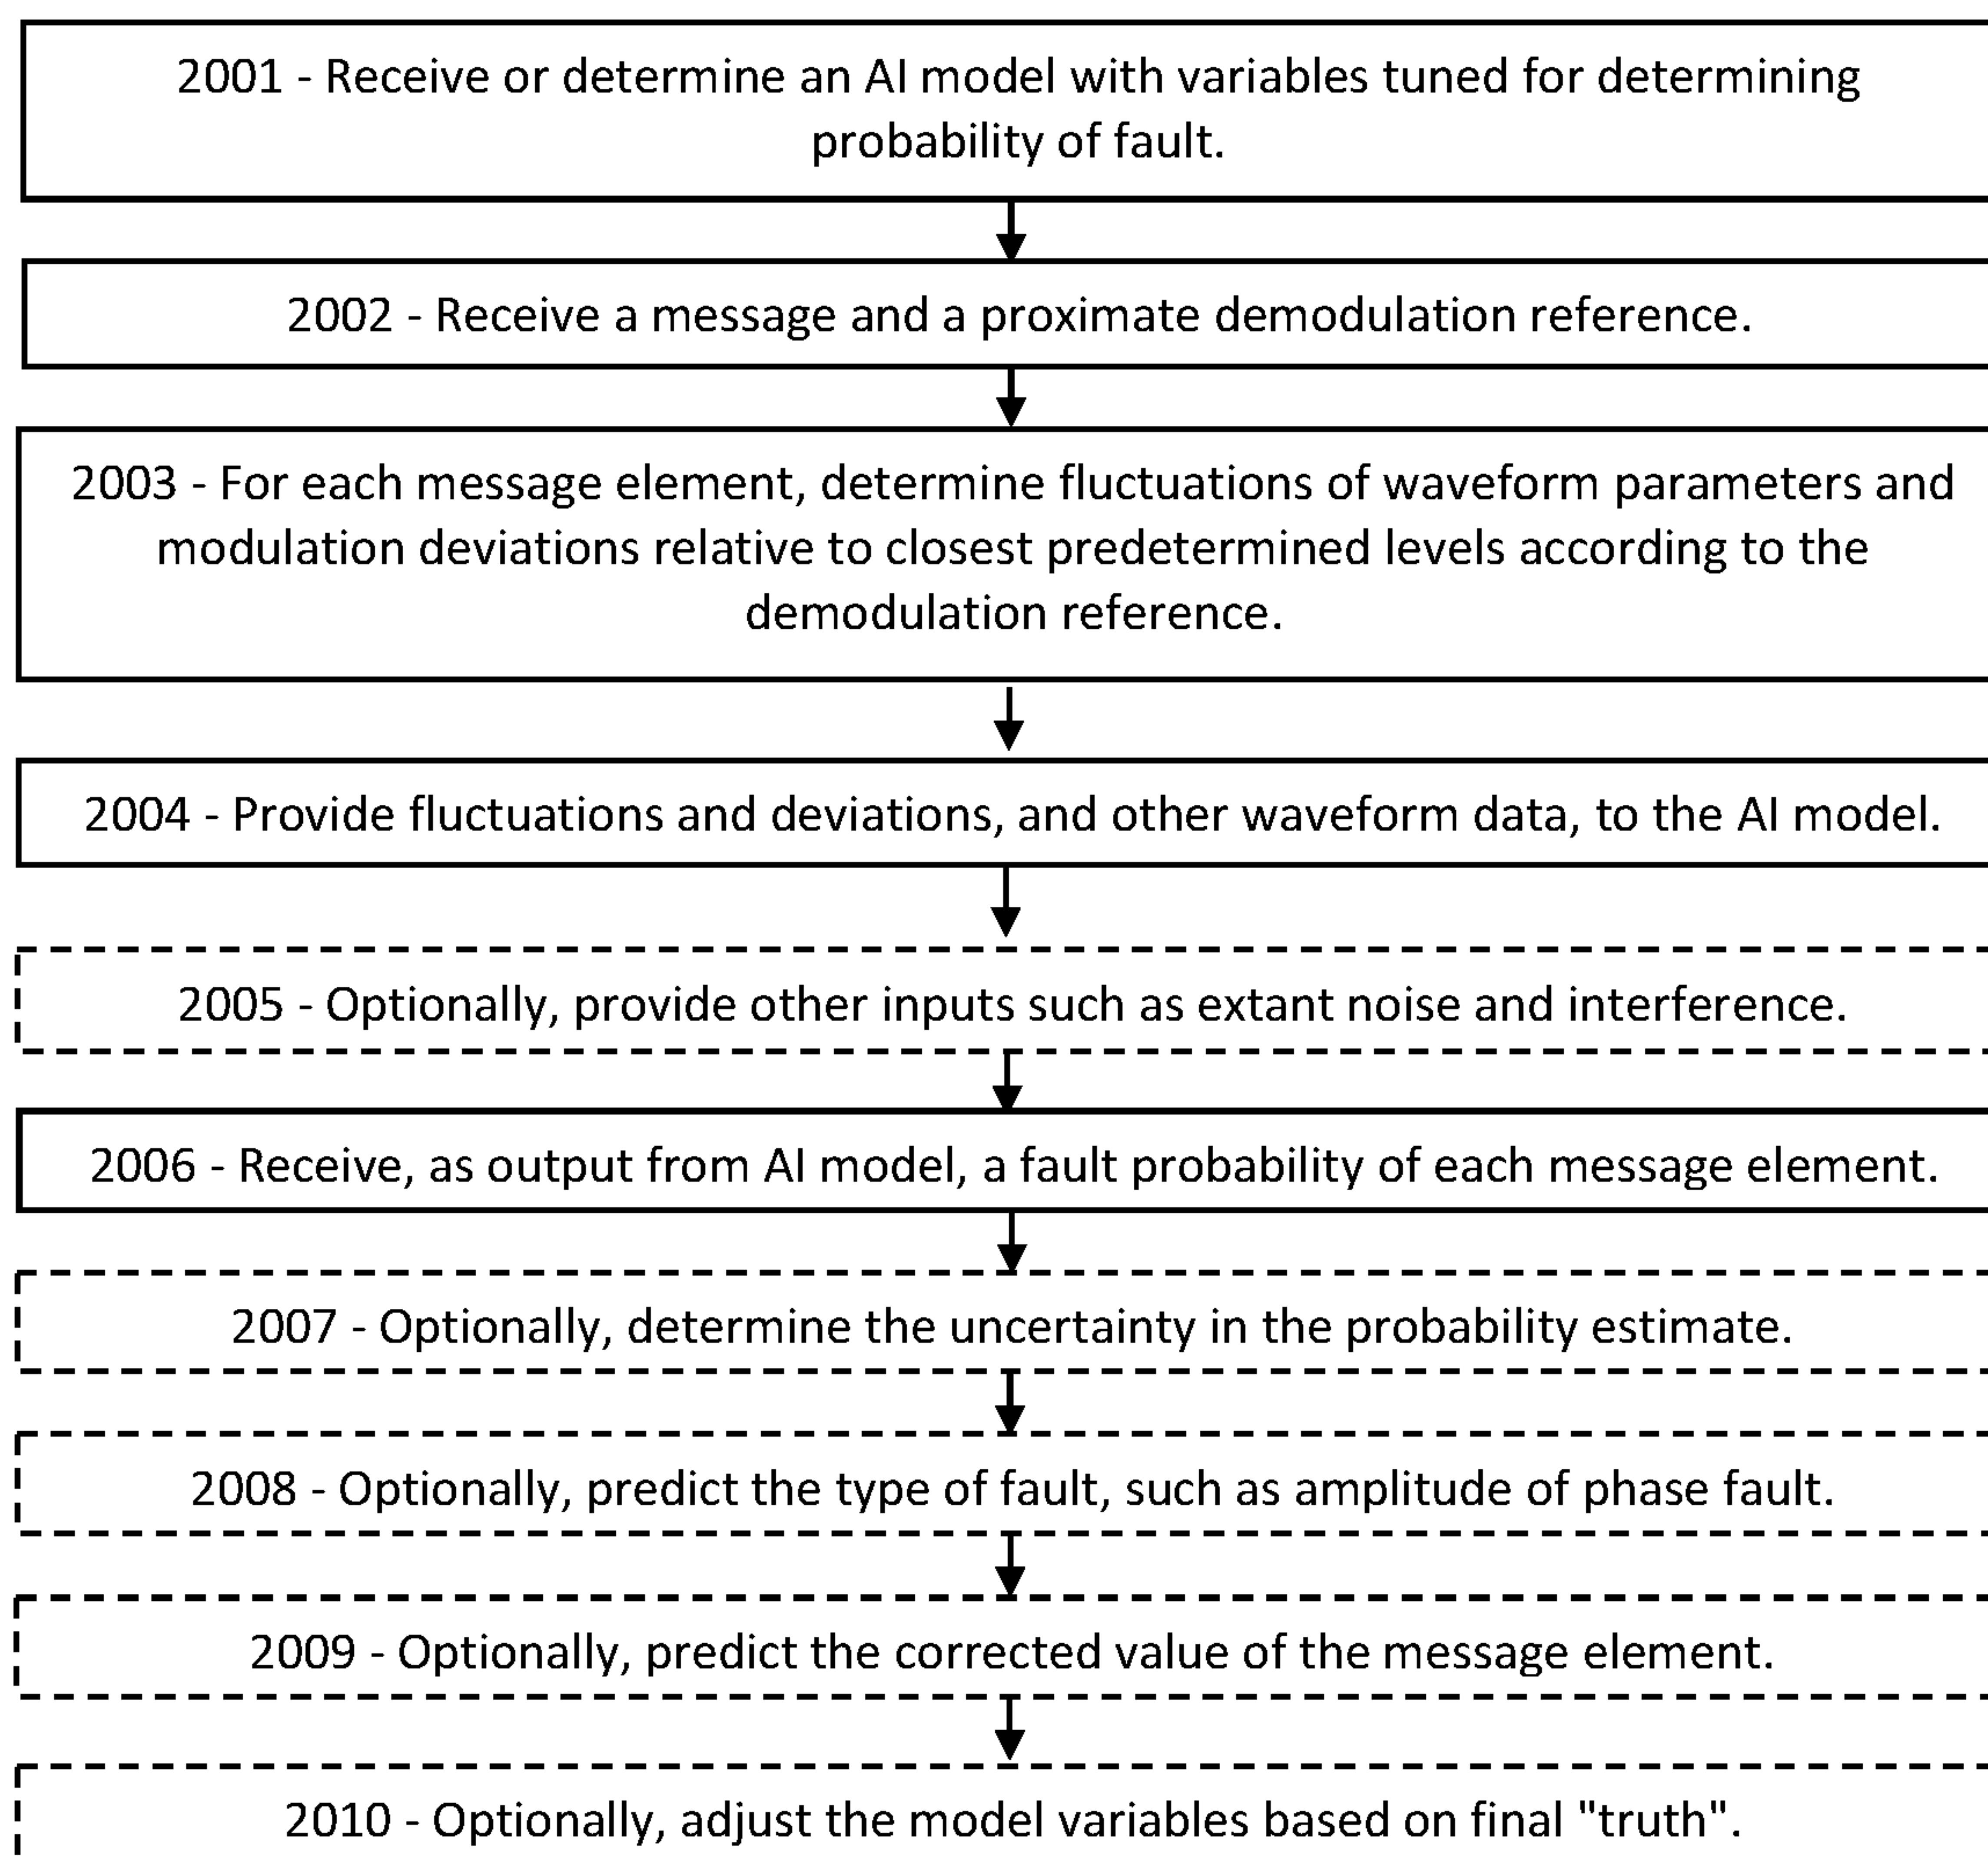 2001 - Receive or determine an AI model with variables tuned for determining
probability of fault.
2002 - Receive a message and a proximate demodulation reference.
2003 - For each message element, determine fluctuations of waveform parameters and
modulation deviations relative to closest predetermined levels according to the
demodulation reference.
2004 - Provide fluctuations and deviations, and other waveform data, to the AI model.
2005 - Optionally, provide other inputs such as extant noise and interference.
2006 - Receive, as output from AI model, a fault probability of each message element.
2007 - Optionally, determine the uncertainty in the probability estimate.
2008 - Optionally, predict the type of fault, such as amplitude of phase fault.
2009 - Optionally, predict the corrected value of the message element.
2010 - Optionally, adjust the model variables based on final "truth".